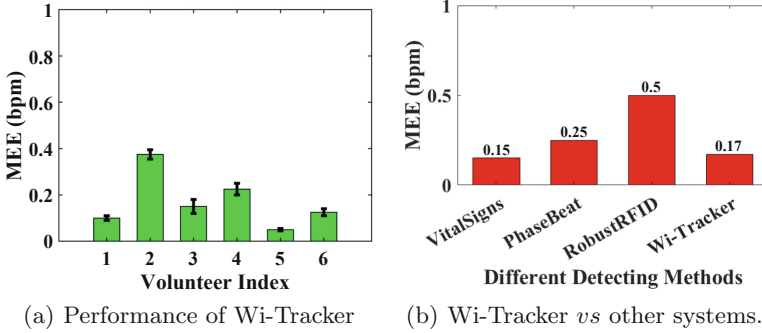 1
0.8
0.6
0.4
0.2
0
MEE (bpm)
1 2 3 4 5 6
Volunteer Index
(a) Performance of Wi-Tracker
1
0.5
0
MEE (bpm)
0.15 0.25 0.5 0.17
VitalSigns PhaseBeat RobustRFID Wi-Tracker
Different Detecting Methods
(b) Wi-Tracker vs other systems.